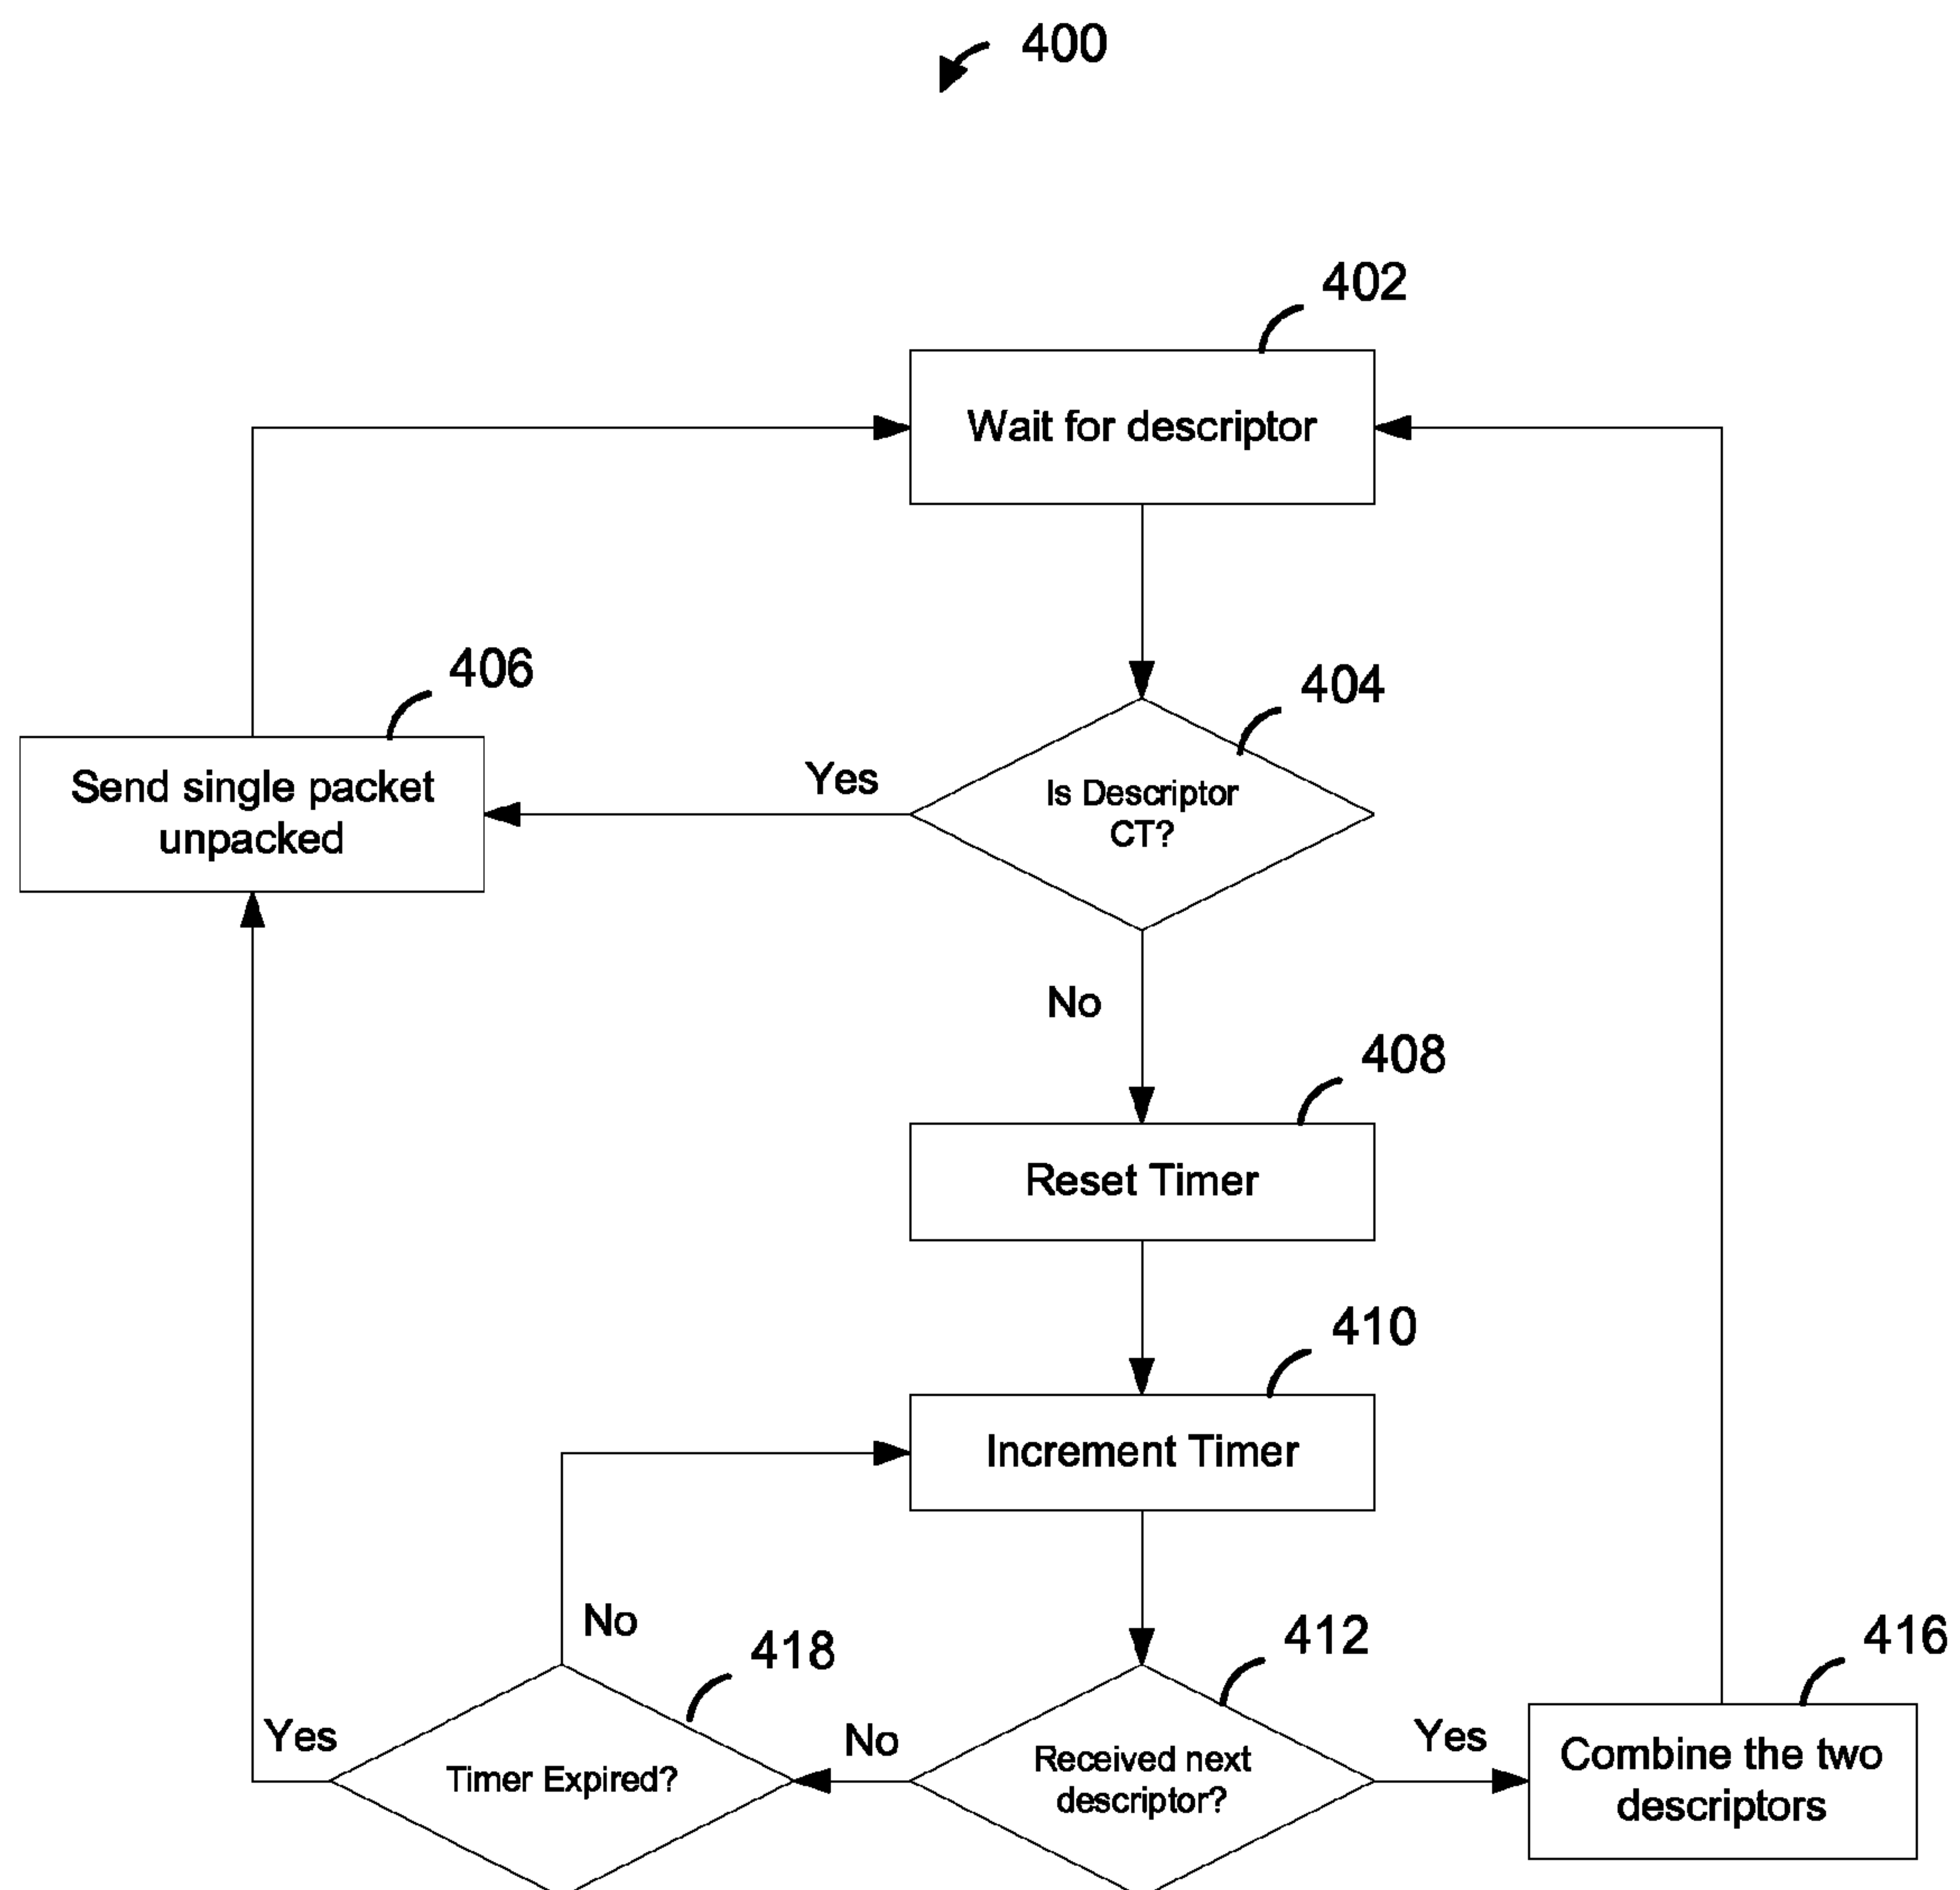 400
402
Wait for descriptor
406
404
Send single packet
unpacked
Yes
Is Descriptor
CT?
No
408
Reset Timer
410
Increment Timer
No
418
412
416
Yes
Timer Expired?
No
Received next
descriptor?
Yes
Combine the two
descriptors